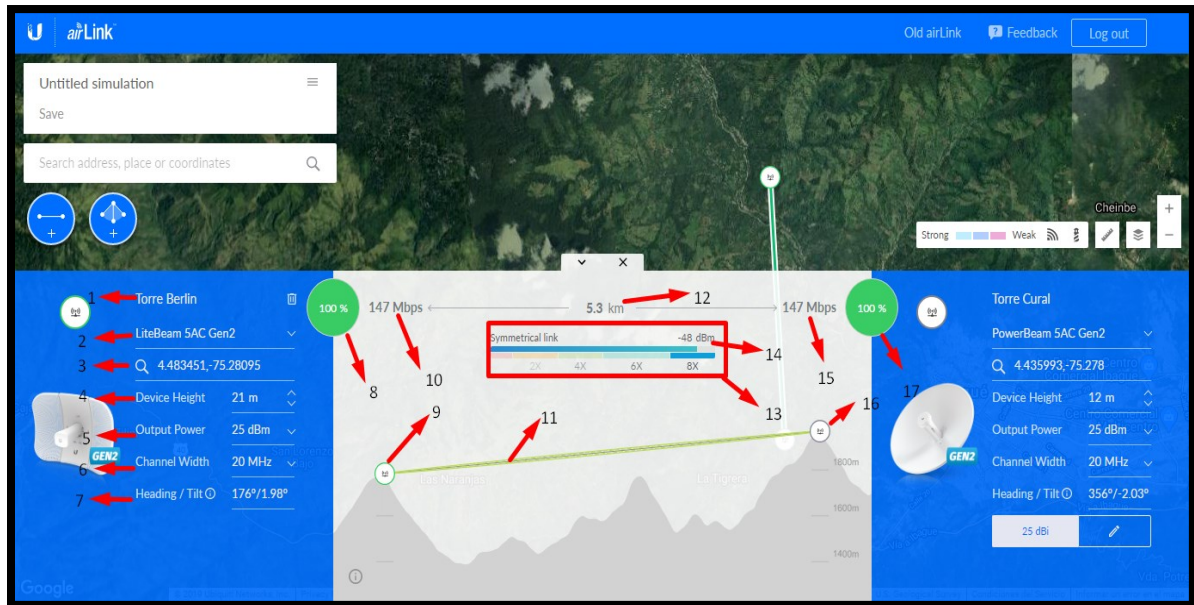 U airLink™ Old airLink Feedback Log out
Untitled simulation
Save
Search address, place or coordinates
Cheinbe
Strong Weak
+
−
1 Torre Berlin
2 LiteBeam 5AC Gen2
3 4.483451,-75.28095
4 Device Height 21 m
5 Output Power 25 dBm
GEN2
6 Channel Width 20 MHz
7 Heading / Tilt 176°/1.98°
100 %
147 Mbps
5.3 km
12
147 Mbps
100 %
Symmetrical link -48 dBm
2X 4X 6X 8X
14
8
10
15
17
9
11
13
16
Las Naranjas
La Tigrera
1800m
1600m
1400m
Torre Cural
PowerBeam 5AC Gen2
4.435993,-75.278
Device Height 12 m
Output Power 25 dBm
GEN2
Channel Width 20 MHz
Heading / Tilt 356°/-2.03°
25 dBi
Google